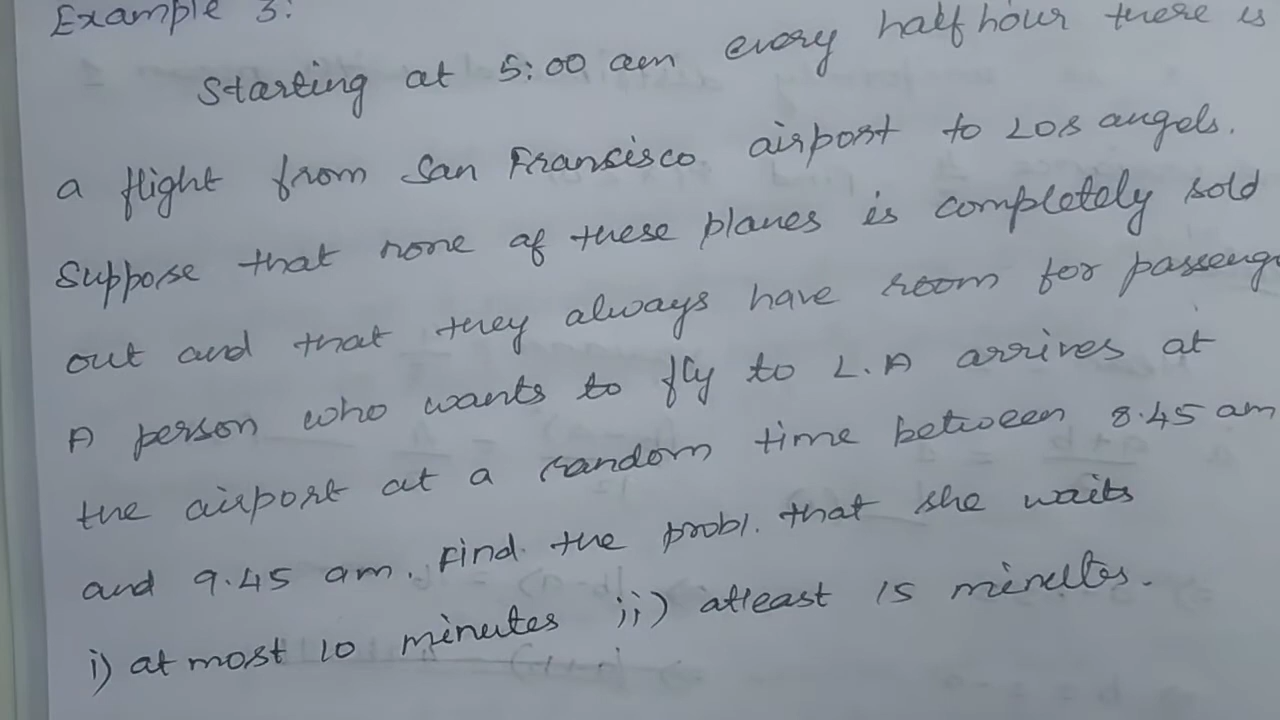 Example 3:
Starting at 5:00 am every half hour there is
a flight from San Fransisco airport to Los angels.
Suppose that none of these planes is completely sold
out and that they always have room for passeng
A person who wants to fly to L.A arrives at
the airport at a random time between 8.45 am
and 9.45 am. Find the probl. that she waits
i) at most 10 minutes ii) atleast 15 minutes.